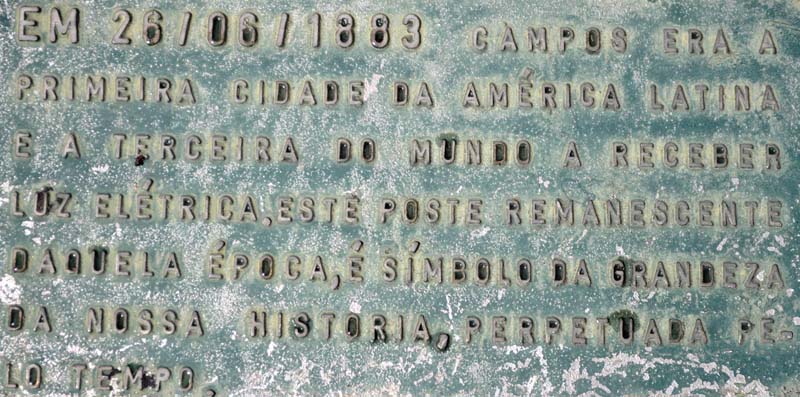 EM 26/06/1883 CAMPOS ERA A
PRIMEIRA CIDADE DA AMÉRICA LATINA
E A TERCEIRA DO MUNDO A RECEBER
LUZ ELÉTRICA, ESTE POSTE REMANESCENTE
DAQUELA ÉPOCA, É SÍMBOLO DA GRANDEZA
DA NOSSA HISTORIA, PERPETUADA PE-
LO TEMPO.